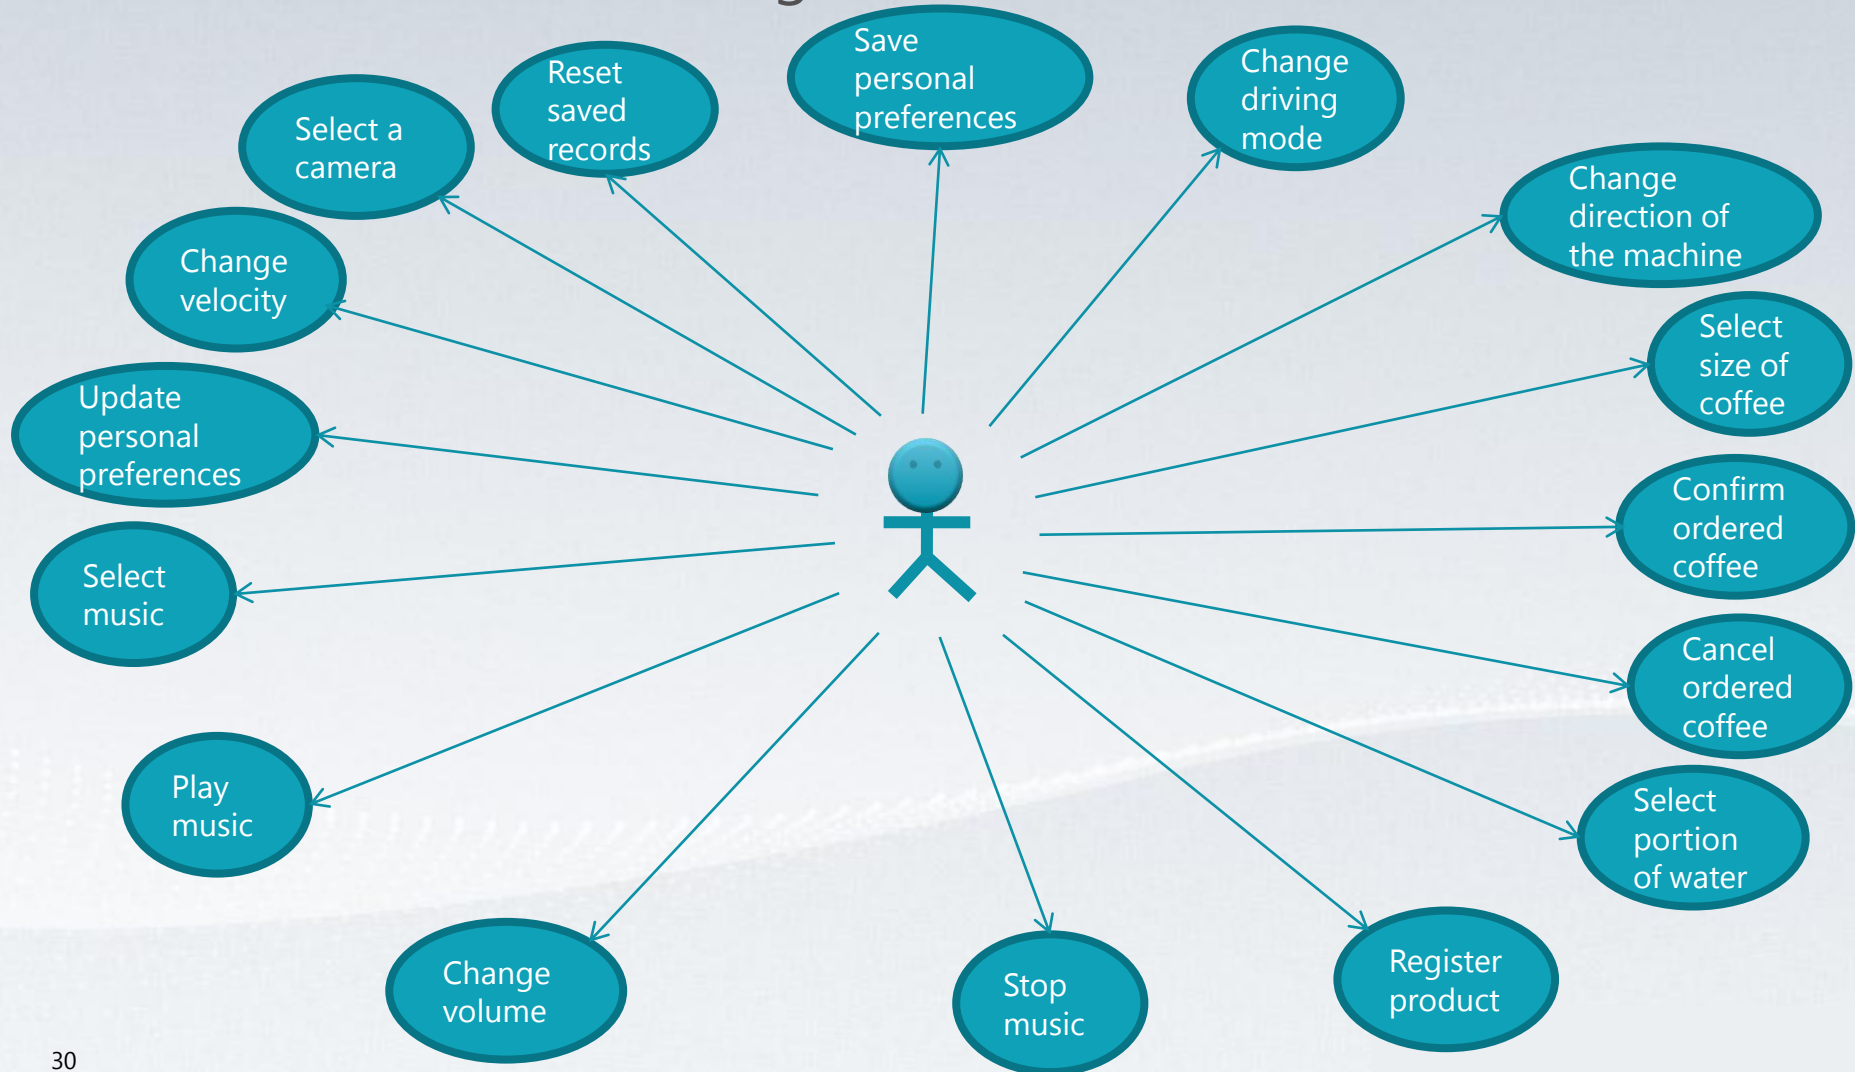 Save
personal
preferences
Change
driving
mode
Reset
saved
records
Select a
camera
Change
direction of
the machine
Change
velocity
Select
size of
coffee
Update
personal
preferences
Confirm
ordered
coffee
Select
music
Cancel
ordered
coffee
Play
music
Select
portion
of water
Register
product
Change
volume
Stop
music
30